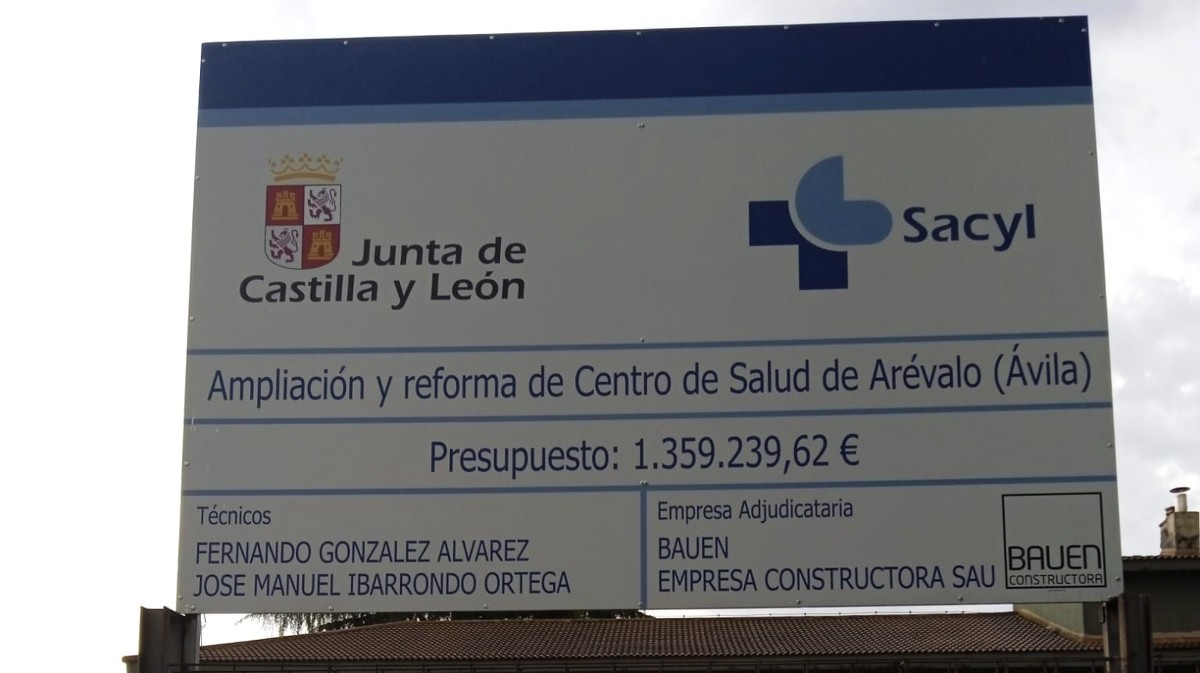 Junta de
Castilla y León
Sacyl
Ampliación y reforma de Centro de Salud de Arévalo (Ávila)
Presupuesto: 1.359.239,62 €
Técnicos
FERNANDO GONZALEZ ALVAREZ
JOSE MANUEL IBARRONDO ORTEGA
Empresa Adjudicataria
BAUEN
EMPRESA CONSTRUCTORA SAU
BAUEN
CONSTRUCTORA